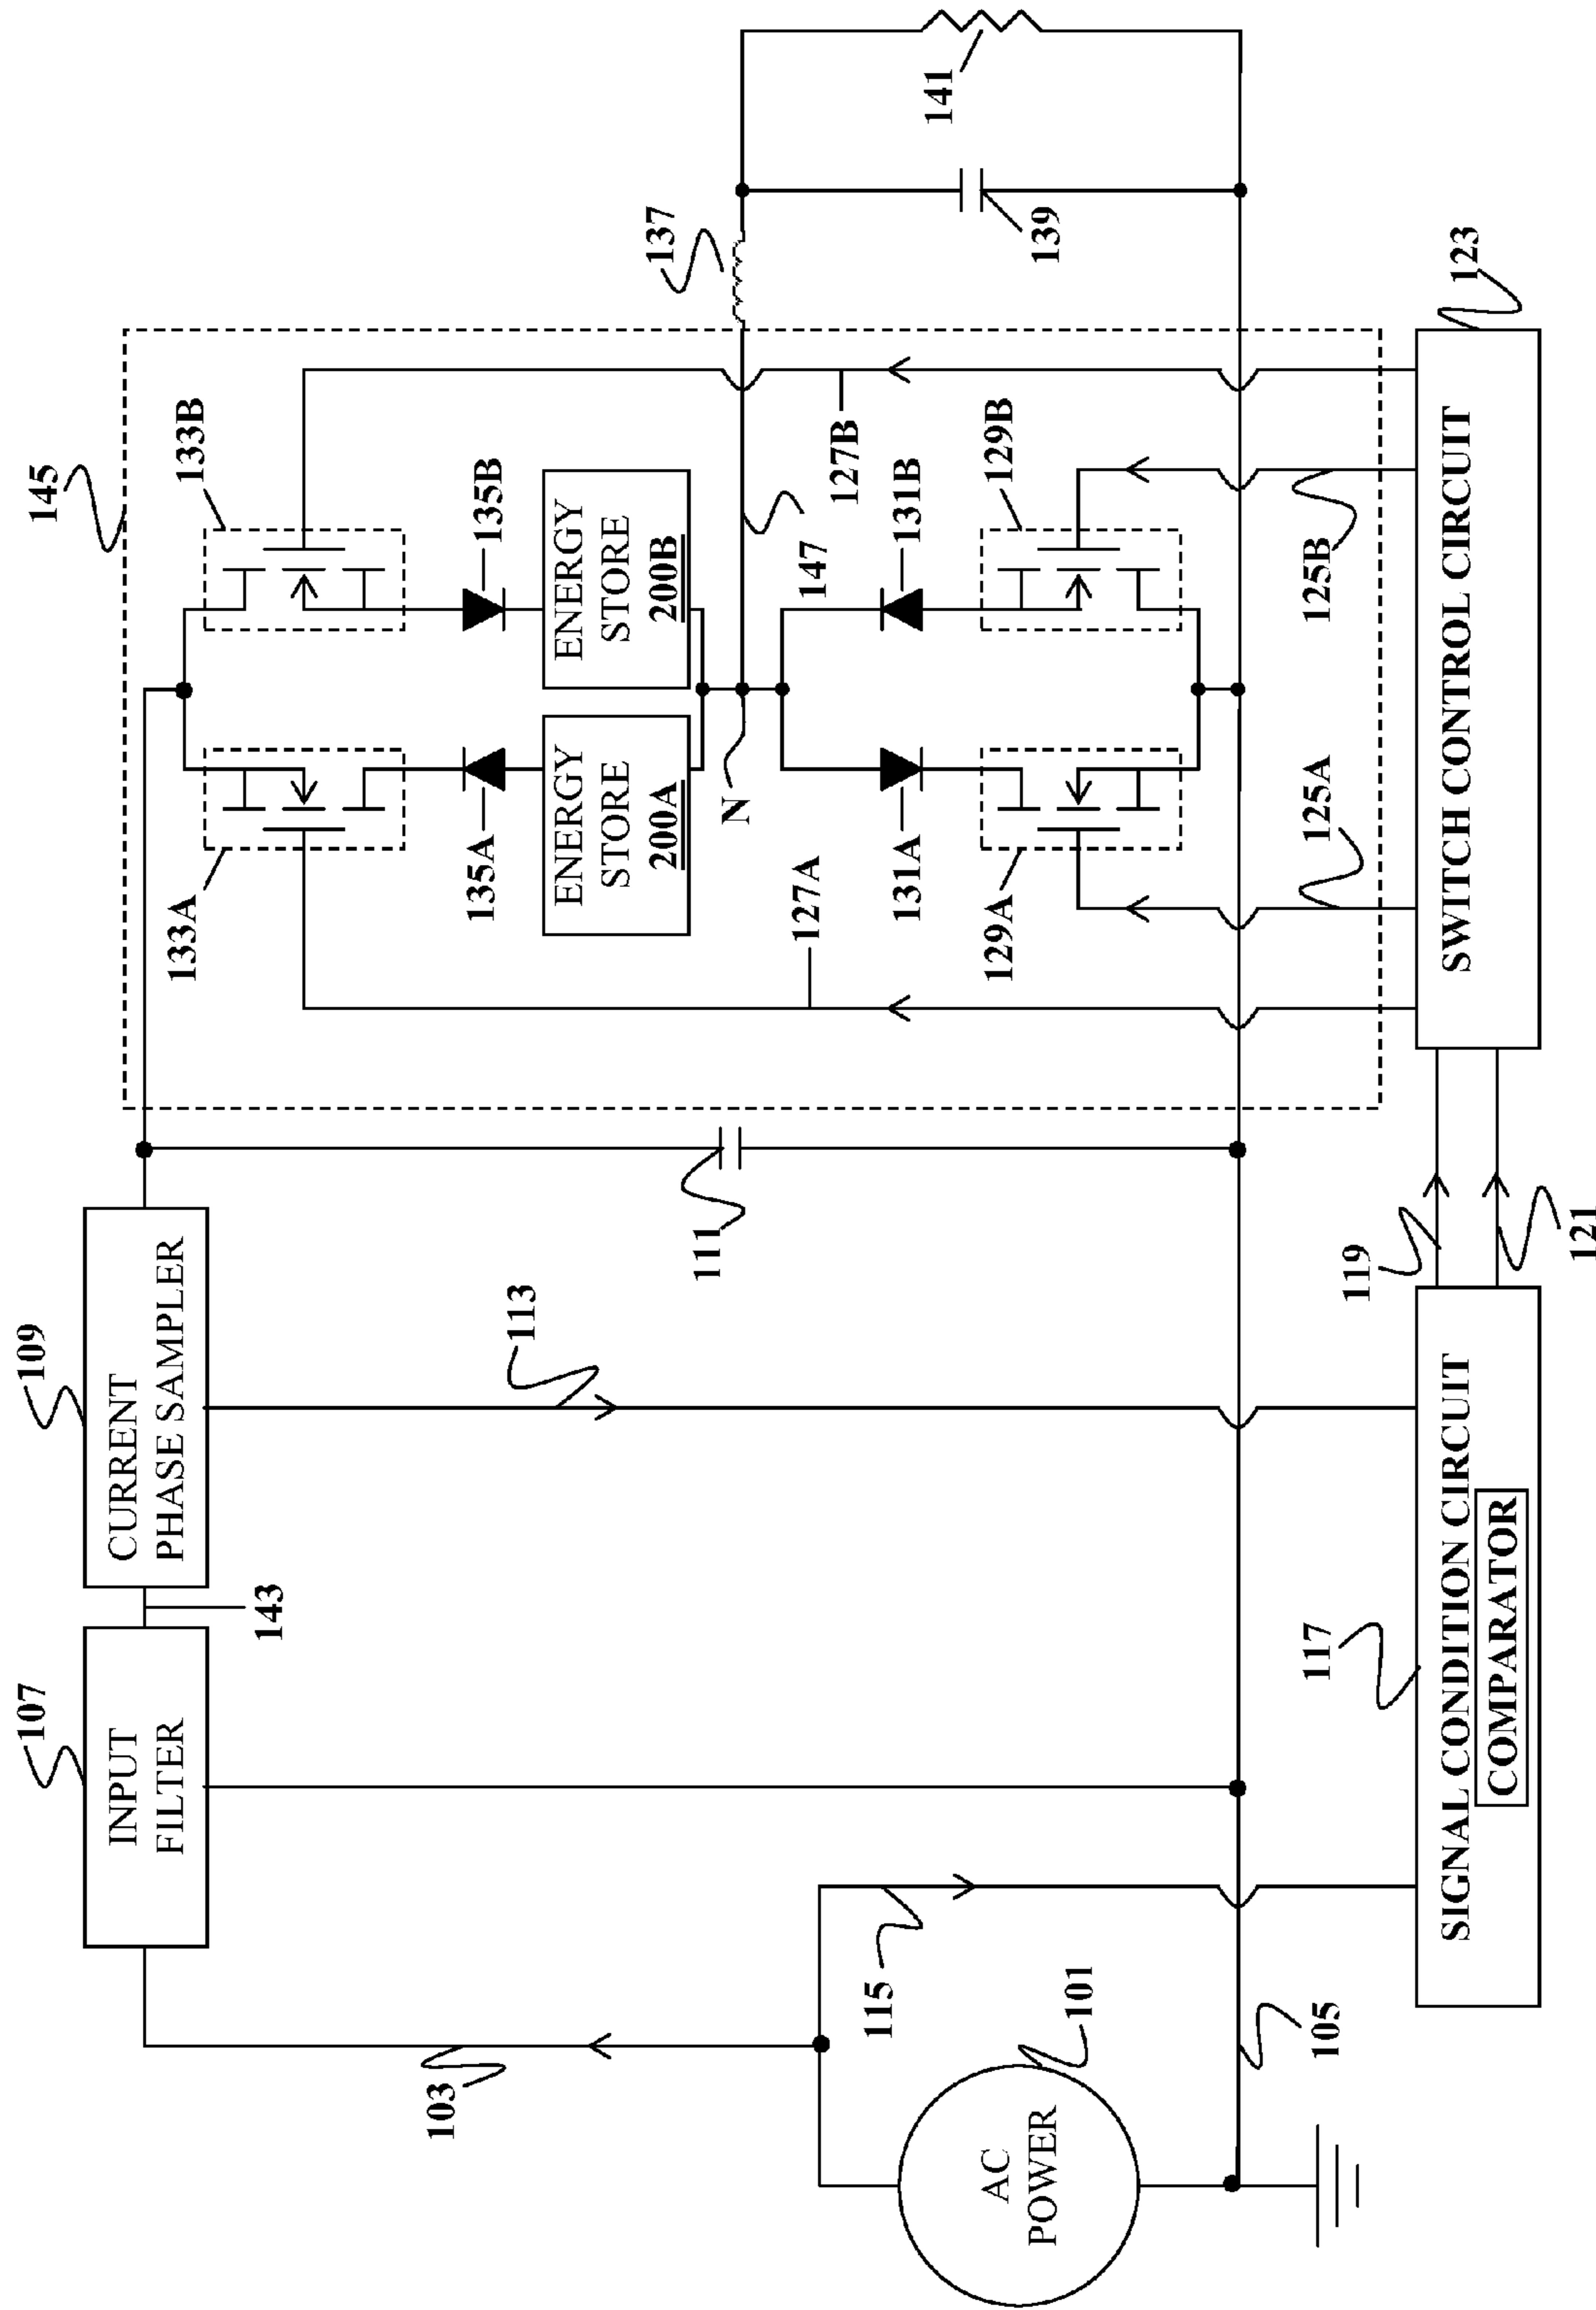 109
107
CURRENT
PHASE SAMPLER
INPUT
FILTER
143
103
113
111
115
AC
POWER
101
105
117
SIGNAL CONDITION CIRCUIT
COMPARATOR
119
121
145
133A
133B
135A
135B
ENERGY
STORE
200A
ENERGY
STORE
200B
N
147
127A
127B
131A
131B
129A
129B
125A
125B
137
139
141
123
SWITCH CONTROL CIRCUIT